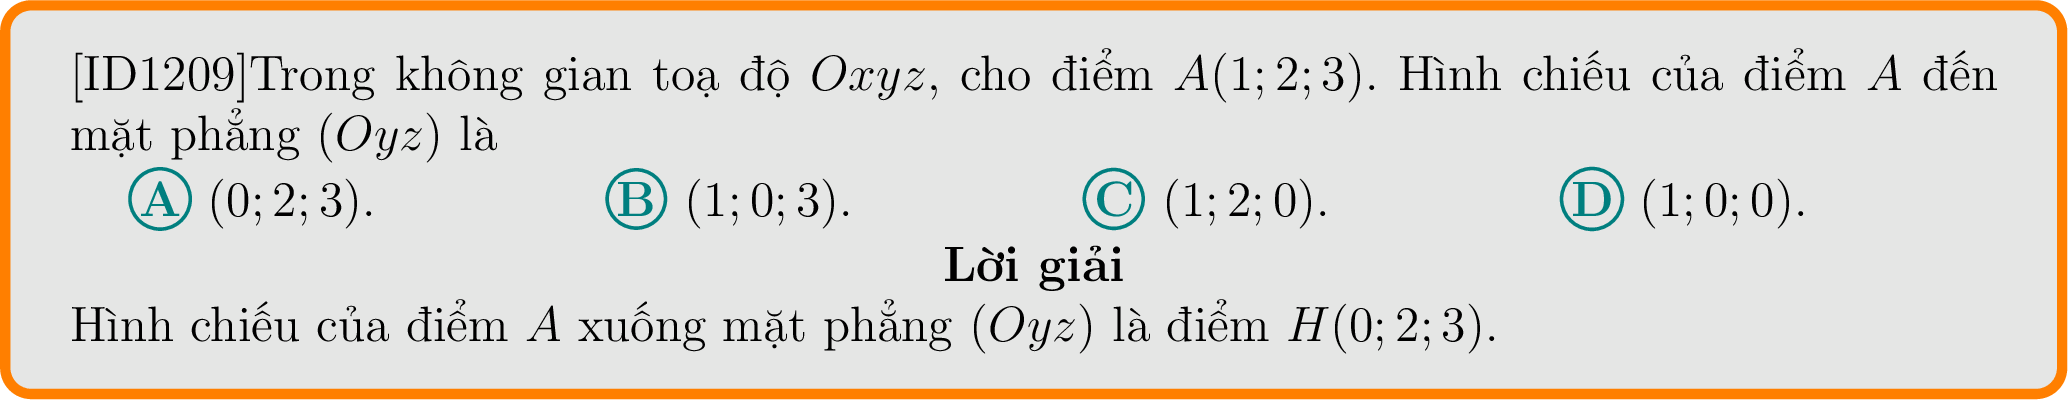 [ID1209]Trong không gian toạ độ Oxyz, cho điểm A(1; 2; 3). Hình chiếu của điểm A đến
mặt phẳng (Oyz) là
A (0; 2; 3). B (1; 0; 3). C (1; 2; 0). D (1; 0; 0).
Lời giải
Hình chiếu của điểm A xuống mặt phẳng (Oyz) là điểm H(0; 2; 3).